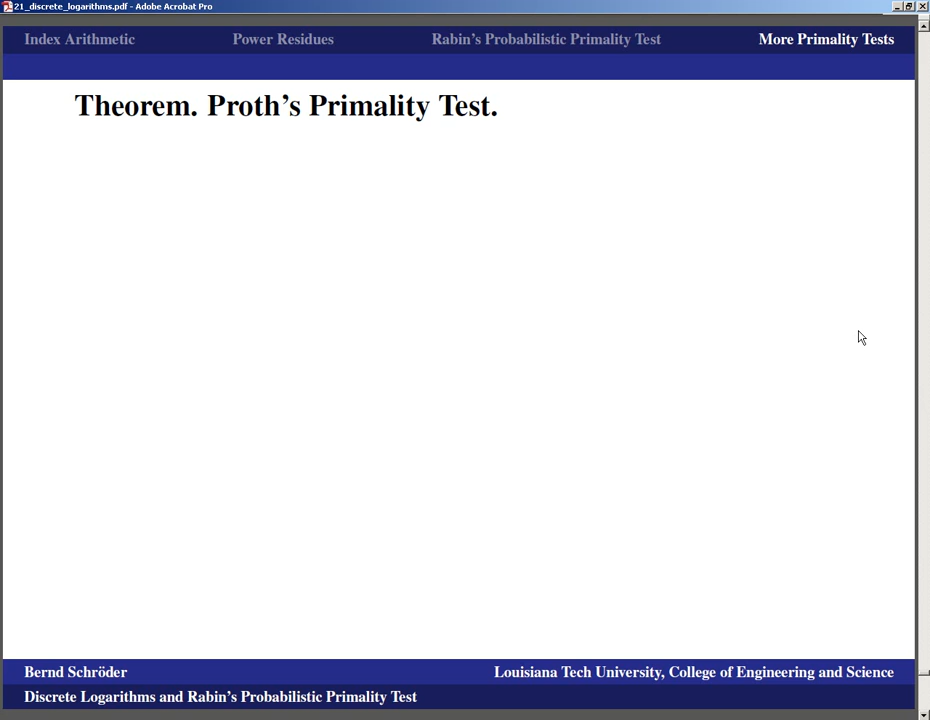 21_discrete_logarithms.pdf - Adobe Acrobat Pro
Index Arithmetic Power Residues Rabin's Probabilistic Primality Test More Primality Tests
Theorem. Proth's Primality Test.
Bernd Schröder Louisiana Tech University, College of Engineering and Science
Discrete Logarithms and Rabin's Probabilistic Primality Test